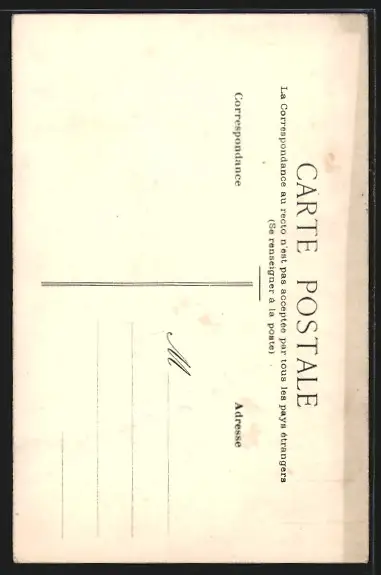 CARTE POSTALE
La Correspondance au recto n'est pas acceptée par tous les pays étrangers
(Se renseigner à la poste)
Correspondance
Adresse
M